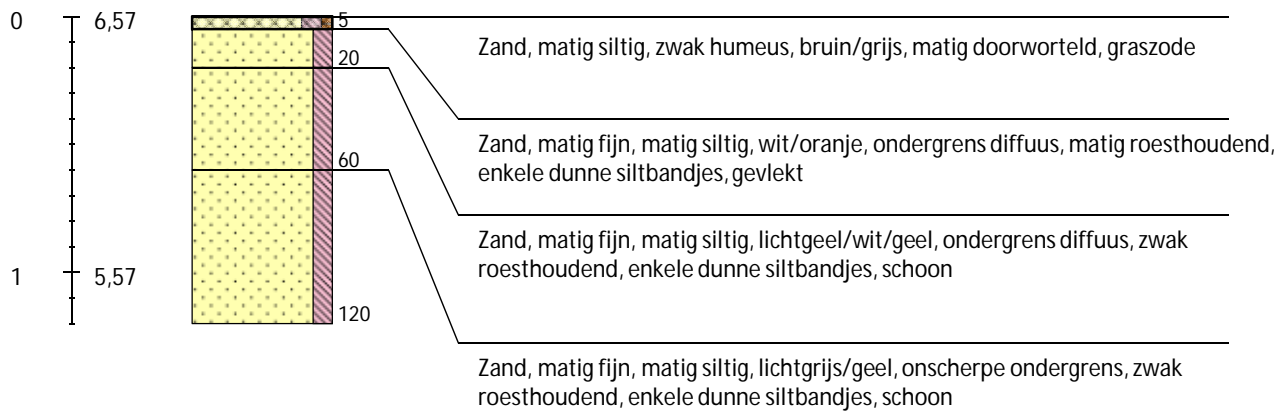 0 6,57 5
Zand, matig siltig, zwak humeus, bruin/grijs, matig doorworteld, graszode
20
Zand, matig fijn, matig siltig, wit/oranje, ondergrens diffuus, matig roesthoudend,
enkele dunne siltbandjes, gevlekt
60
Zand, matig fijn, matig siltig, lichtgeel/wit/geel, ondergrens diffuus, zwak
roesthoudend, enkele dunne siltbandjes, schoon
1 5,57
120
Zand, matig fijn, matig siltig, lichtgrijs/geel, onscherpe ondergrens, zwak
roesthoudend, enkele dunne siltbandjes, schoon